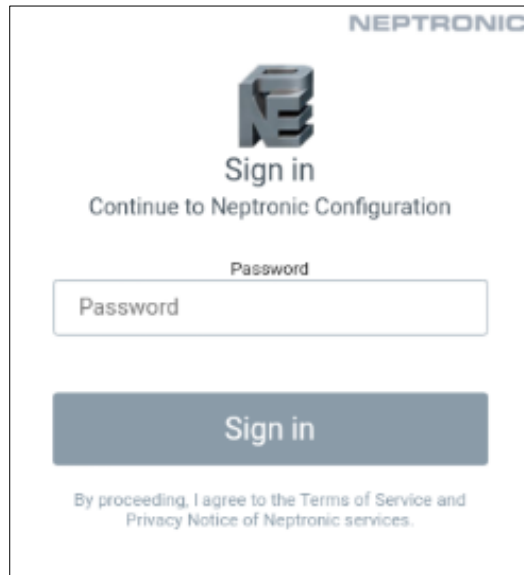 NEPTRONIC
PNE
Sign in
Continue to Neptronic Configuration
Password
Password
Sign in
By proceeding, I agree to the Terms of Service and
Privacy Notice of Neptronic services.